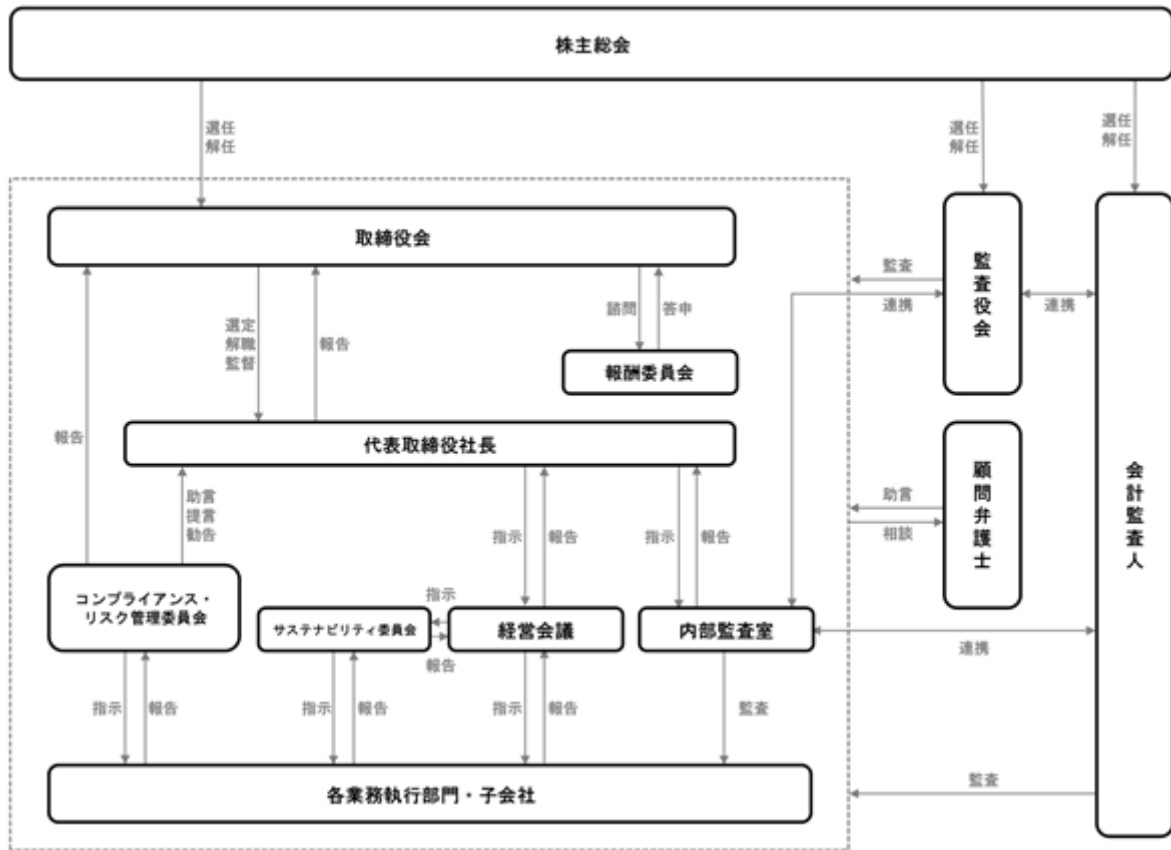 株主総会
選任
解任
選任
解任
選任
解任
取締役会
監査役会
会計監査人
監査
連携
連携
諮問
答申
選定
解職
監督
報告
報酬委員会
報告
代表取締役社長
顧問弁護士
助言
提言
勧告
指示
報告
指示
報告
助言
相談
コンプライアンス・
リスク管理委員会
指示
サステナビリティ委員会
経営会議
内部監査室
報告
連携
指示
報告
指示
報告
指示
報告
監査
各業務執行部門・子会社
監査